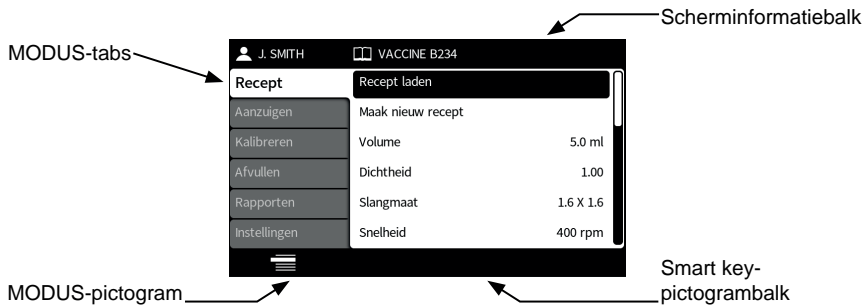 Scherminformatiebalk
MODUS-tabs
J. SMITH VACCINE B234
Recept Recept laden
Aanzuigen Maak nieuw recept
Kalibreren Volume 5.0 ml
Afvullen Dichtheid 1.00
Rapporten Slangmaat 1.6 X 1.6
Instellingen Snelheid 400 rpm
MODUS-pictogram
Smart key-
pictogrambalk